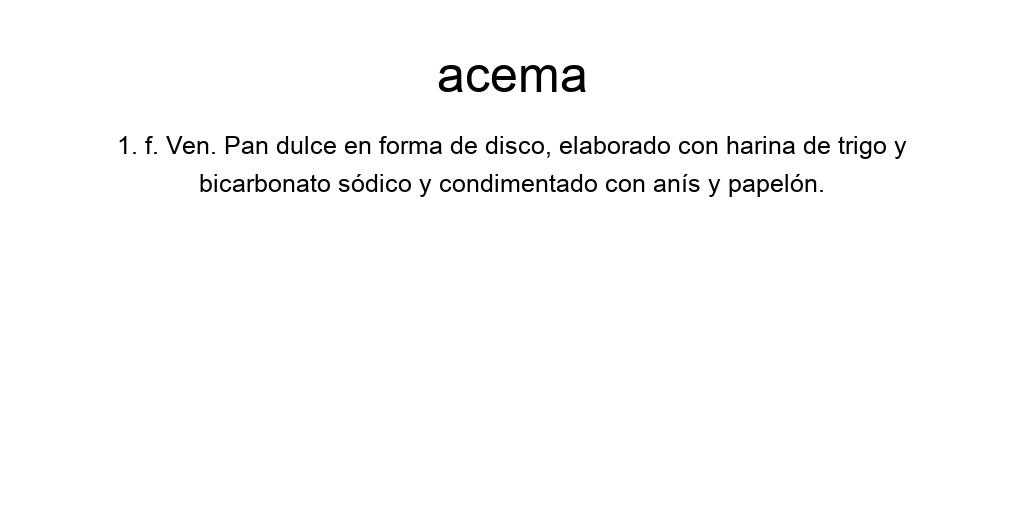 acema
1. f. Ven. Pan dulce en forma de disco, elaborado con harina de trigo y
bicarbonato sódico y condimentado con anís y papelón.